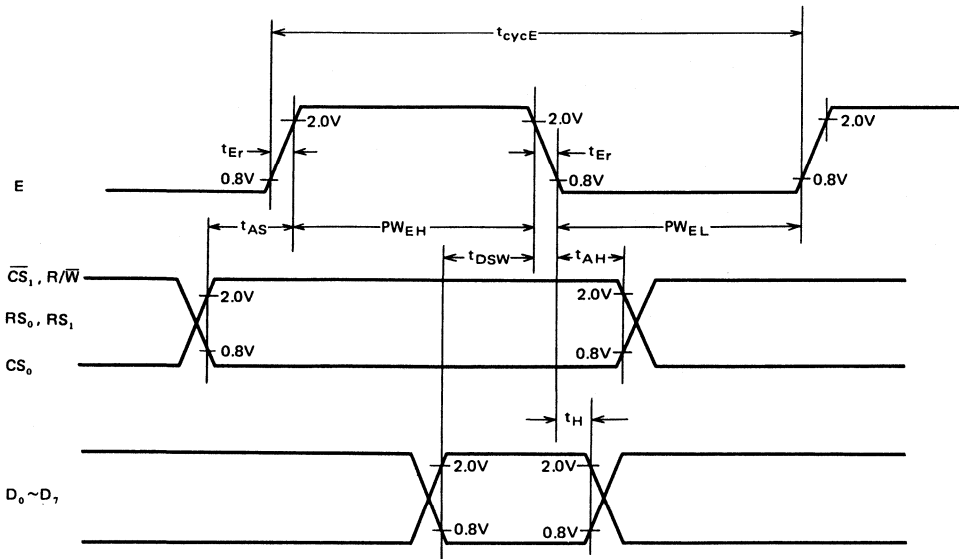 t_cycE
2.0V 2.0V 2.0V
t_Er t_Er
E 0.8V 0.8V 0.8V
t_AS PW_EH PW_EL
t_DSW t_AH
C̅S̅₁, R/W̅
2.0V 2.0V
RS₀, RS₁
0.8V 0.8V
CS₀
t_H
2.0V 2.0V
D₀~D₇
0.8V 0.8V